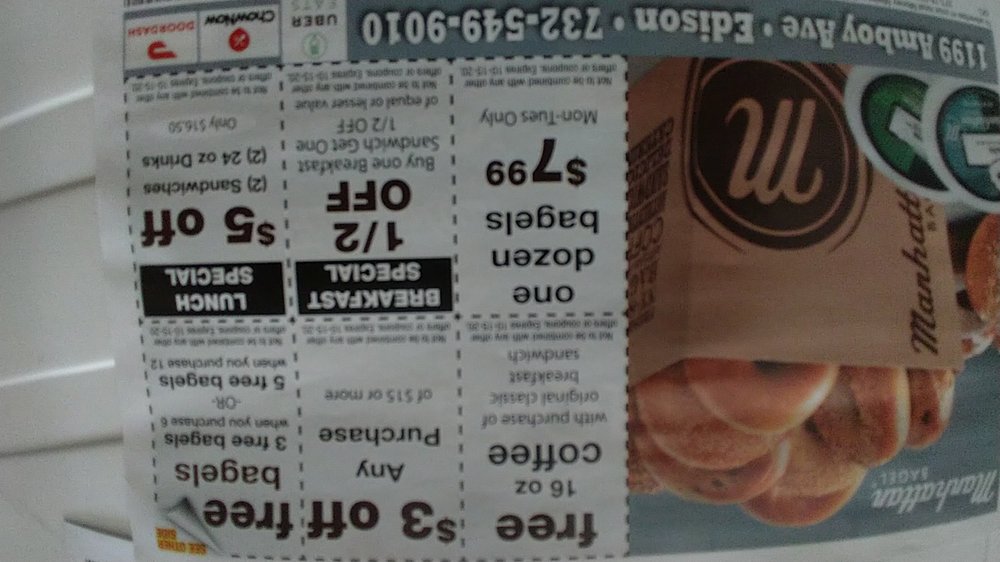 Manhattan
BAGEL
Manhatt
BA
M
free
16 oz
coffee
with purchase of
original classic
breakfast
sandwich
Not to be combined with any other
offers or coupons. Expires 10-15-20.
$3 off
Any
Purchase
of $15 or more
Not to be combined with any other
offers or coupons. Expires 10-15-20.
free
bagels
3 free bagels
when you purchase 6
-OR-
5 free bagels
when you purchase 12
Not to be combined with any other
offers or coupons. Expires 10-15-20.
SEE OTHER
SIDE
one
dozen
bagels
$7.99
Mon-Tues Only
Not to be combined with any other
offers or coupons. Expires 10-15-20.
BREAKFAST
SPECIAL
1/2
OFF
Buy one Breakfast
Sandwich Get One
1/2 OFF
of equal or lesser value
Not to be combined with any other
offers or coupons. Expires 10-15-20.
LUNCH
SPECIAL
$5 off
(2) Sandwiches
(2) 24 oz Drinks
Only $16.50
Not to be combined with any other
offers or coupons. Expires 10-15-20.
1199 Amboy Ave • Edison • 732-549-9010
UBER
EATS
ChowNow
DOORDASH